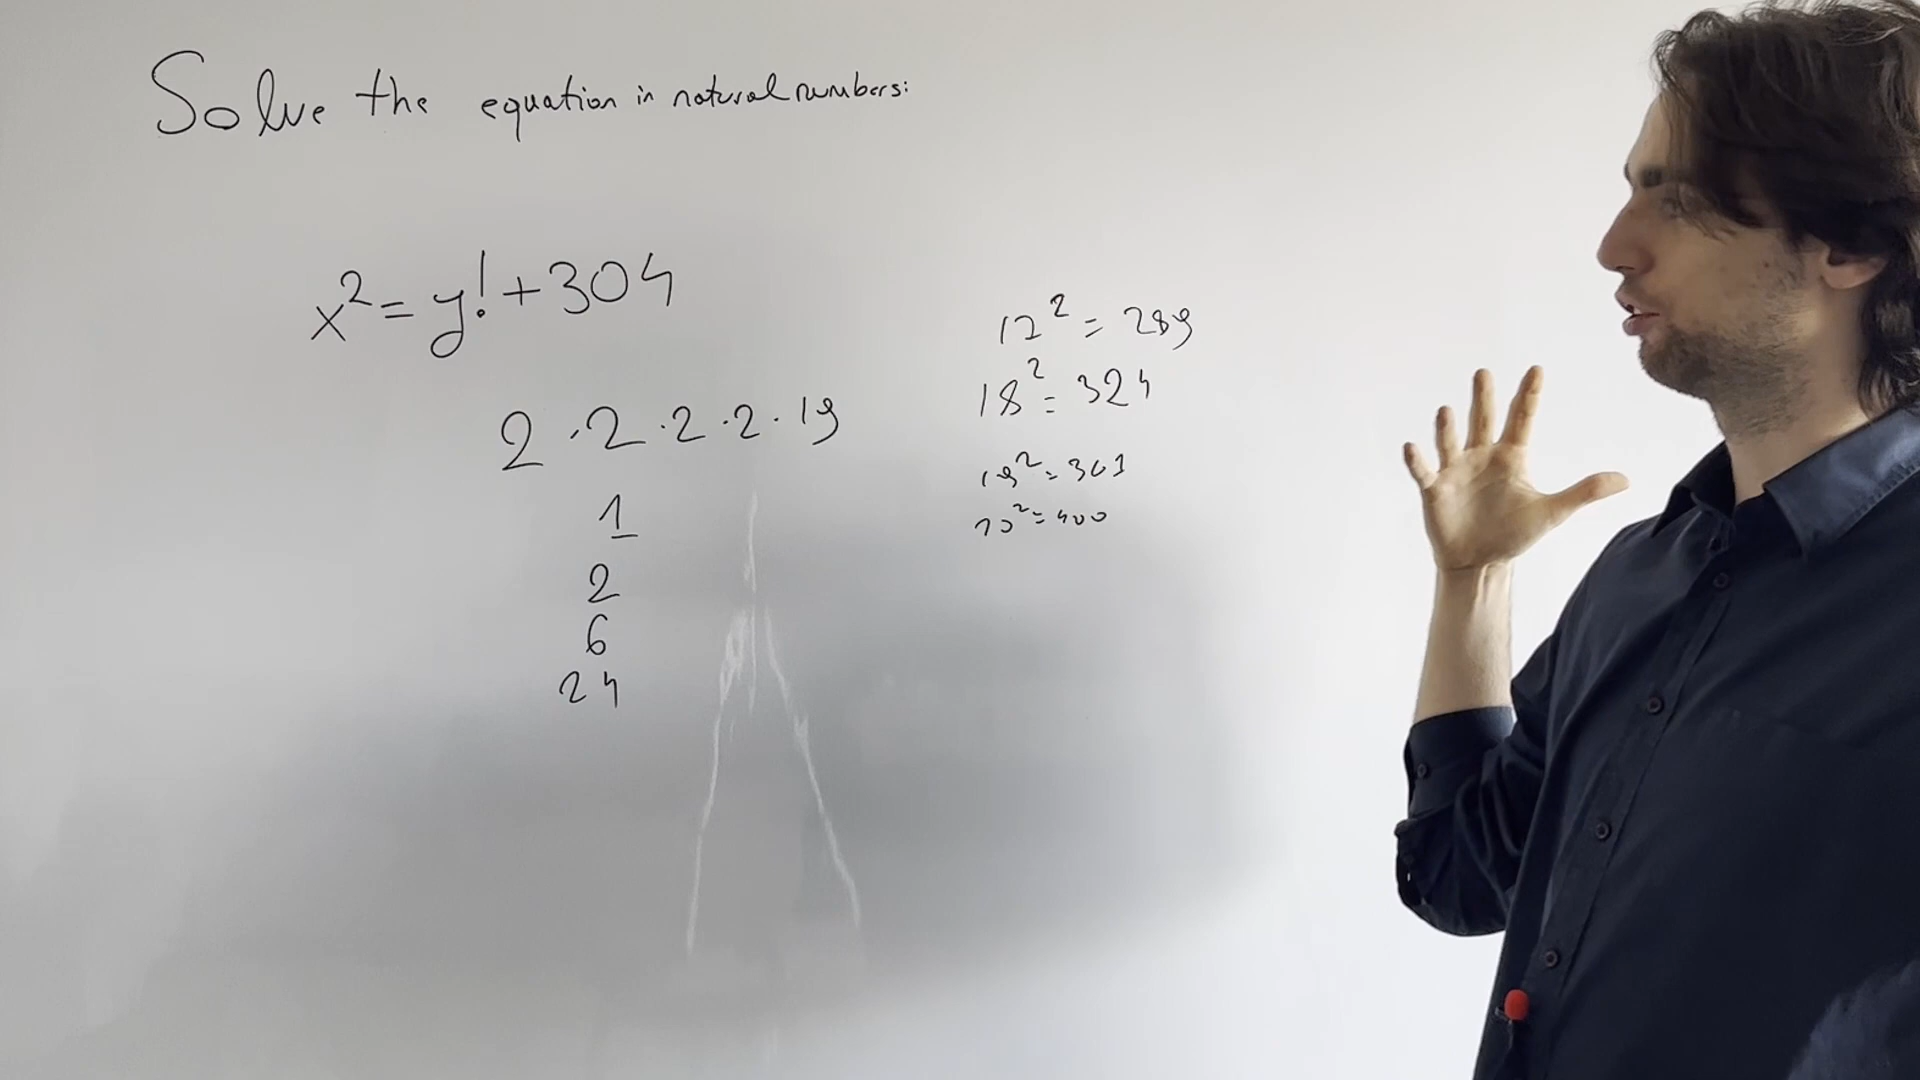 Solve the equation in natural numbers:
x² = y! + 304
2 · 2 · 2 · 2 · 19
1
2
6
24
17² = 289
18² = 324
19² = 361
20² = 400